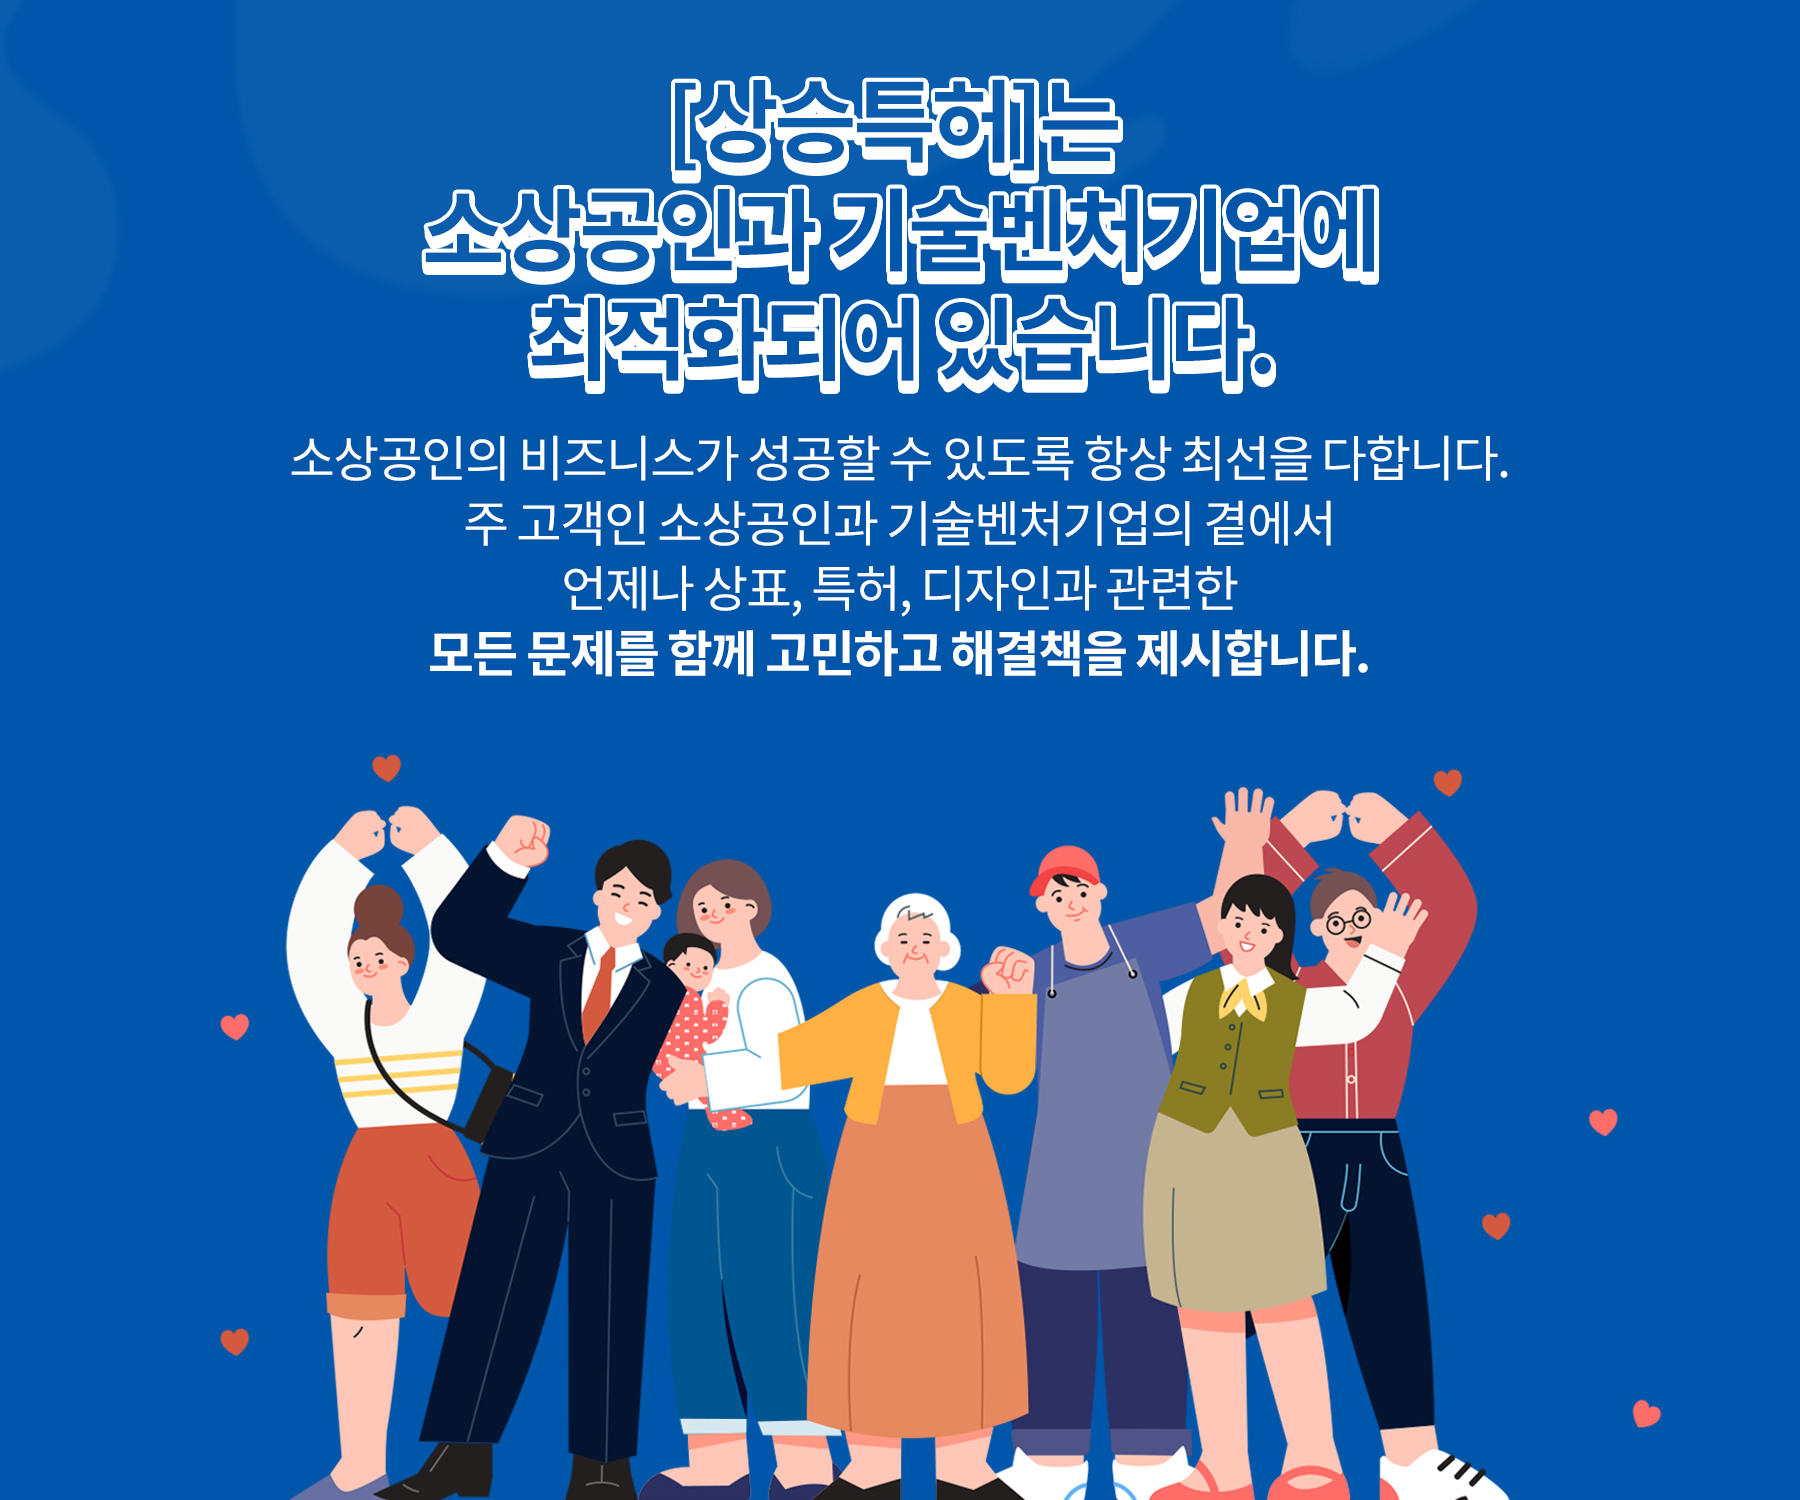 [상승특허]는
소상공인과 기술벤처기업에
최적화되어 있습니다.
소상공인의 비즈니스가 성공할 수 있도록 항상 최선을 다합니다.
주 고객인 소상공인과 기술벤처기업의 곁에서
언제나 상표, 특허, 디자인과 관련한
모든 문제를 함께 고민하고 해결책을 제시합니다.